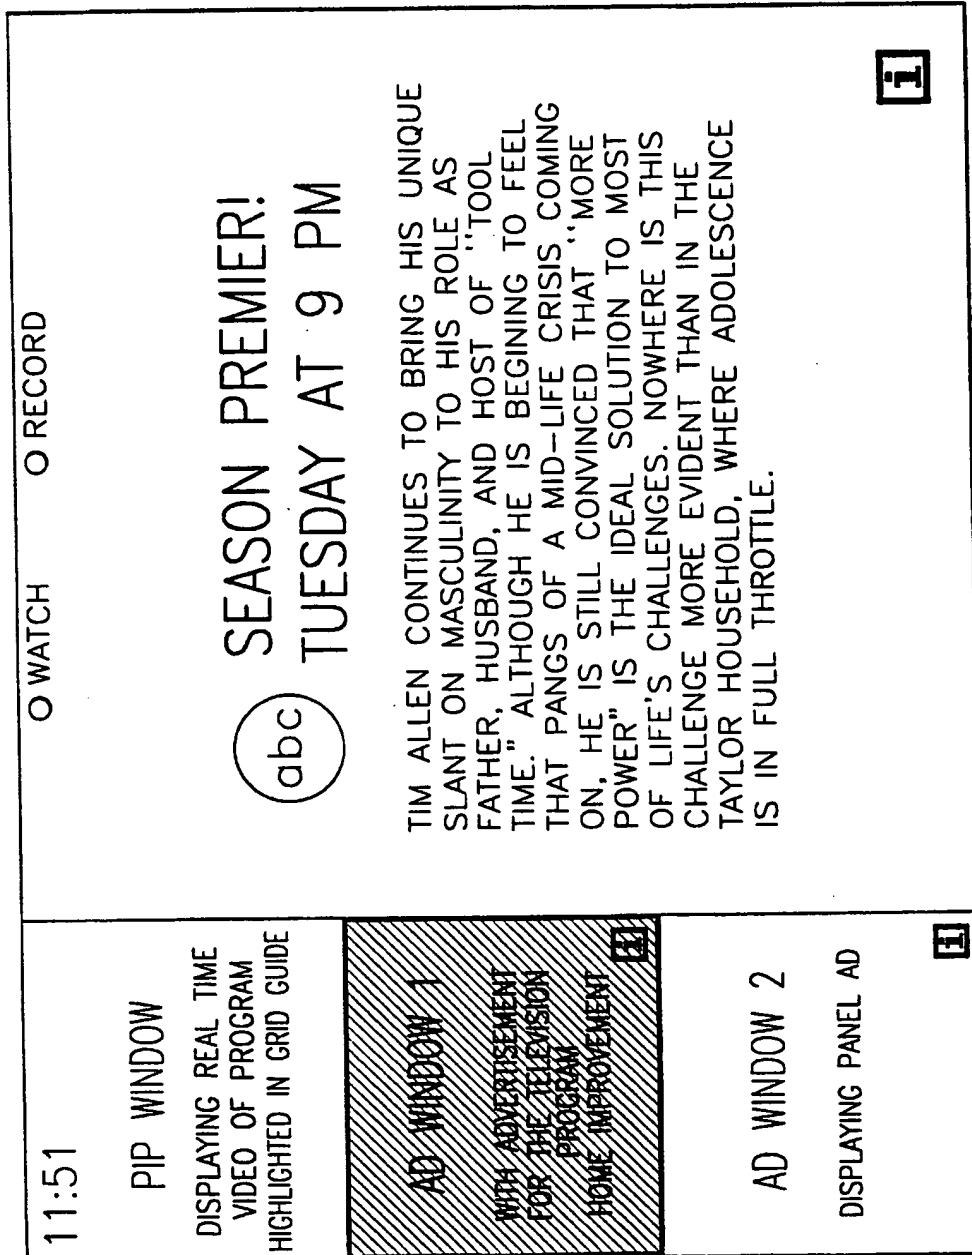 11:51
PIP WINDOW
DISPLAYING REAL TIME
VIDEO OF PROGRAM
HIGHLIGHTED IN GRID GUIDE
AD WINDOW 1
WITH ADVERTISEMENT
FOR THE TELEVISION
PROGRAM
HOME IMPROVEMENT
i
AD WINDOW 2
DISPLAYING PANEL AD
i
O WATCH
O RECORD
abc
SEASON PREMIER!
TUESDAY AT 9 PM
TIM ALLEN CONTINUES TO BRING HIS UNIQUE
SLANT ON MASCULINITY TO HIS ROLE AS
FATHER, HUSBAND, AND HOST OF "TOOL
TIME." ALTHOUGH HE IS BEGINING TO FEEL
THAT PANGS OF A MID-LIFE CRISIS COMING
ON, HE IS STILL CONVINCED THAT "MORE
POWER" IS THE IDEAL SOLUTION TO MOST
OF LIFE'S CHALLENGES. NOWHERE IS THIS
CHALLENGE MORE EVIDENT THAN IN THE
TAYLOR HOUSEHOLD, WHERE ADOLESCENCE
IS IN FULL THROTTLE.
i